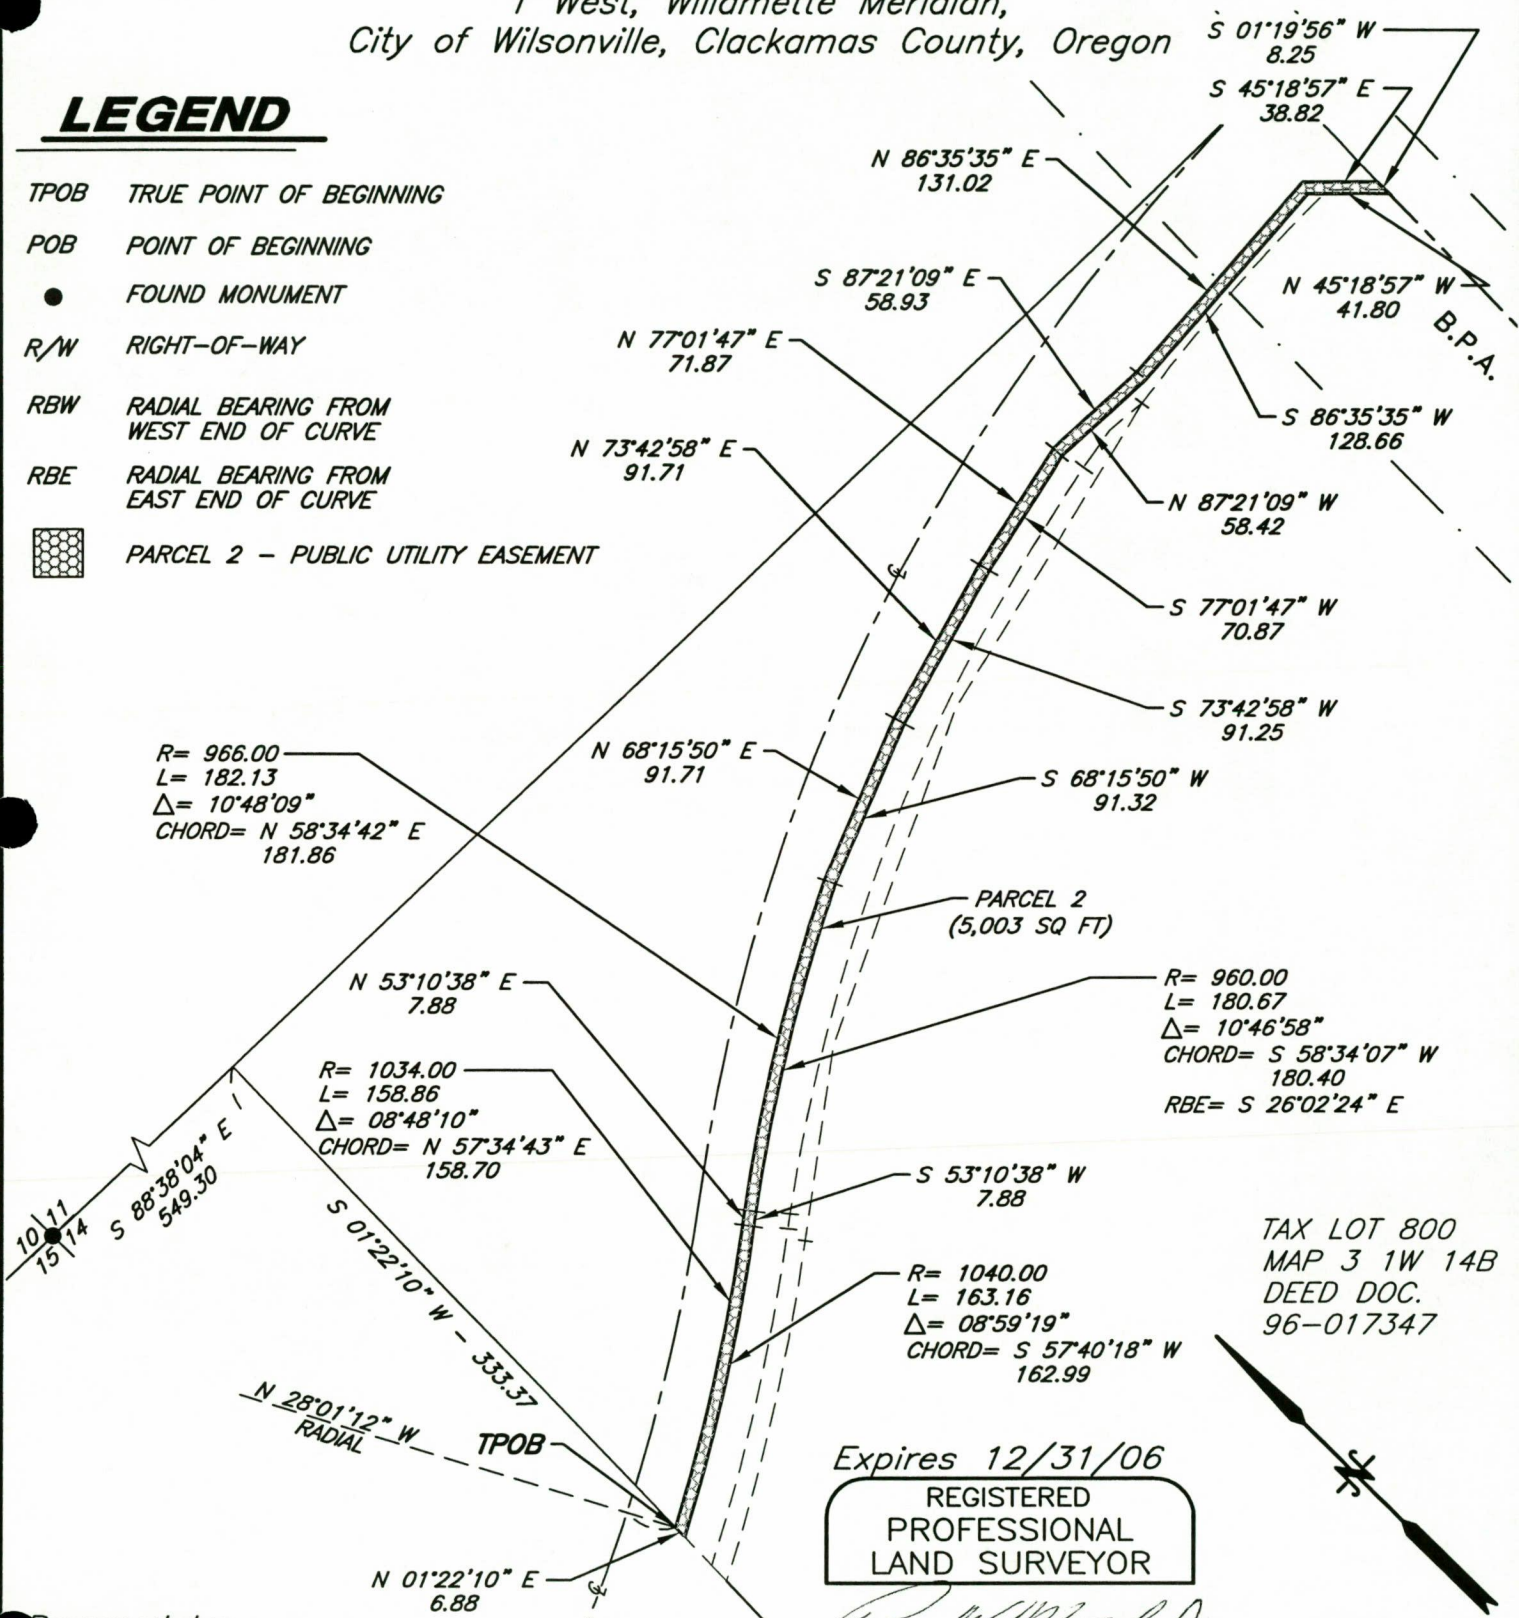 1 West, Willamette Meridian,
City of Wilsonville, Clackamas County, Oregon
S 01°19'56" W
8.25
S 45°18'57" E
38.82
LEGEND
TPOB TRUE POINT OF BEGINNING
POB POINT OF BEGINNING
FOUND MONUMENT
R/W RIGHT-OF-WAY
RBW RADIAL BEARING FROM
WEST END OF CURVE
RBE RADIAL BEARING FROM
EAST END OF CURVE
PARCEL 2 - PUBLIC UTILITY EASEMENT
N 86°35'35" E
131.02
S 87°21'09" E
58.93
N 45°18'57" W
41.80
B.P.A.
N 77°01'47" E
71.87
S 86°35'35" W
128.66
N 73°42'58" E
91.71
N 87°21'09" W
58.42
S 77°01'47" W
70.87
S 73°42'58" W
91.25
N 68°15'50" E
91.71
S 68°15'50" W
91.32
R= 966.00
L= 182.13
Δ= 10°48'09"
CHORD= N 58°34'42" E
181.86
PARCEL 2
(5,003 SQ FT)
N 53°10'38" E
7.88
R= 960.00
L= 180.67
Δ= 10°46'58"
CHORD= S 58°34'07" W
180.40
RBE= S 26°02'24" E
R= 1034.00
L= 158.86
Δ= 08°48'10"
CHORD= N 57°34'43" E
158.70
S 53°10'38" W
7.88
S 88°38'04" E
549.30
10 11
15 14
S 01°22'10" W - 333.37
TAX LOT 800
MAP 3 1W 14B
DEED DOC.
96-017347
R= 1040.00
L= 163.16
Δ= 08°59'19"
CHORD= S 57°40'18" W
162.99
N 28°01'12" W
RADIAL
TPOB
N
Expires 12/31/06
REGISTERED
PROFESSIONAL
LAND SURVEYOR
N 01°22'10" E
6.88